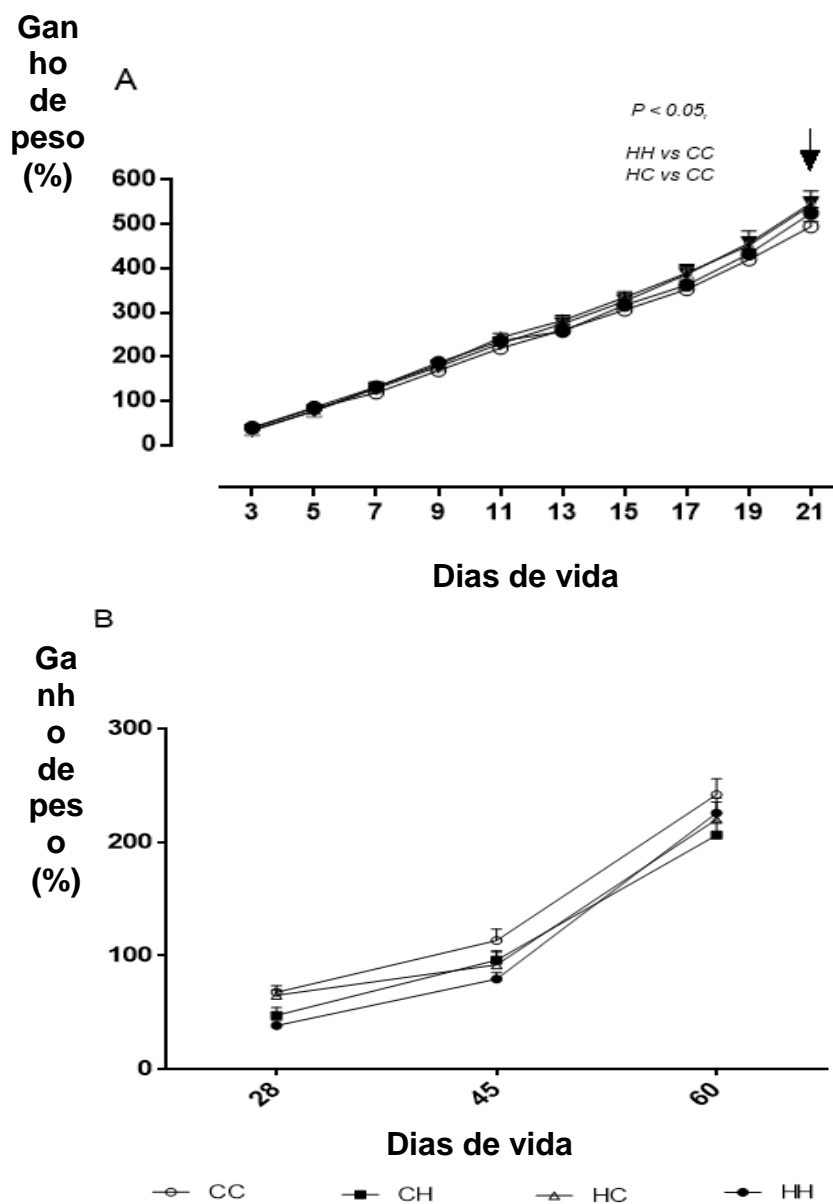 Gan
ho
de
peso
(%)
A
P < 0.05,
HH vs CC
HC vs CC
600
500
400
300
200
100
0
3 5 7 9 11 13 15 17 19 21
Dias de vida
B
Ga
nh
o
de
pes
o
(%)
300
200
100
0
28 45 60
Dias de vida
CC CH HC HH